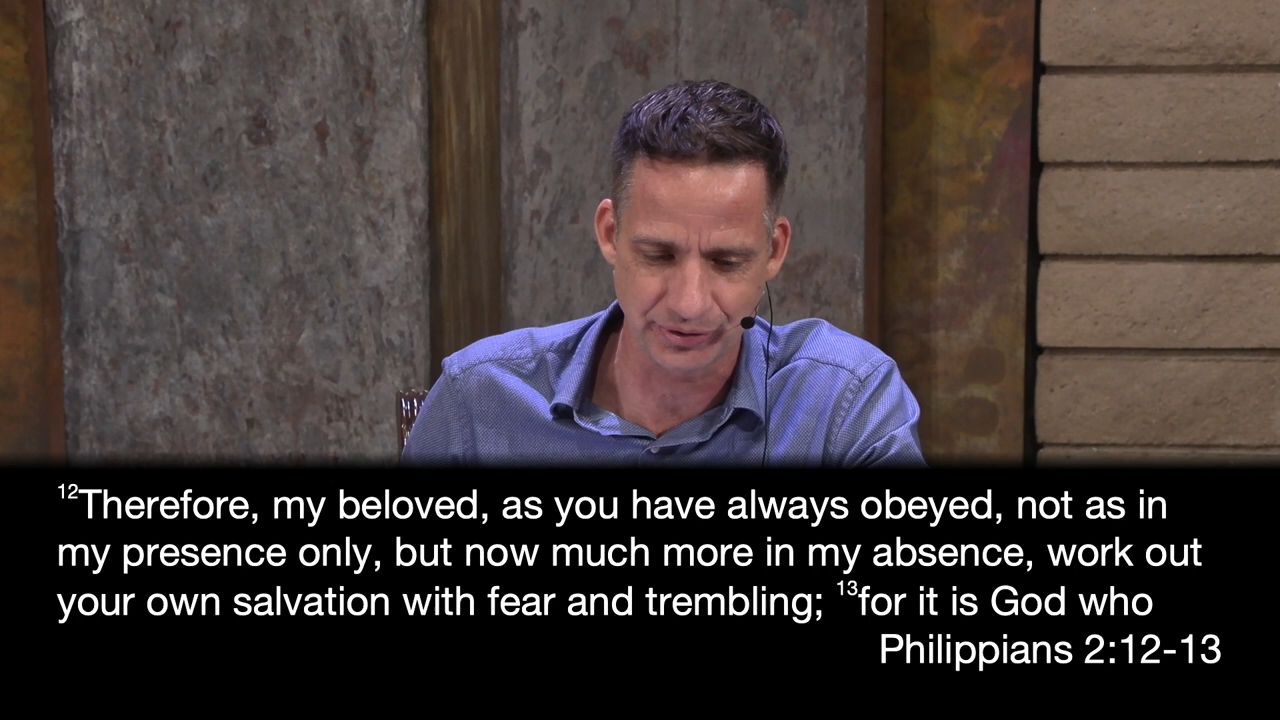 ¹²Therefore, my beloved, as you have always obeyed, not as in
my presence only, but now much more in my absence, work out
your own salvation with fear and trembling; ¹³for it is God who
Philippians 2:12-13